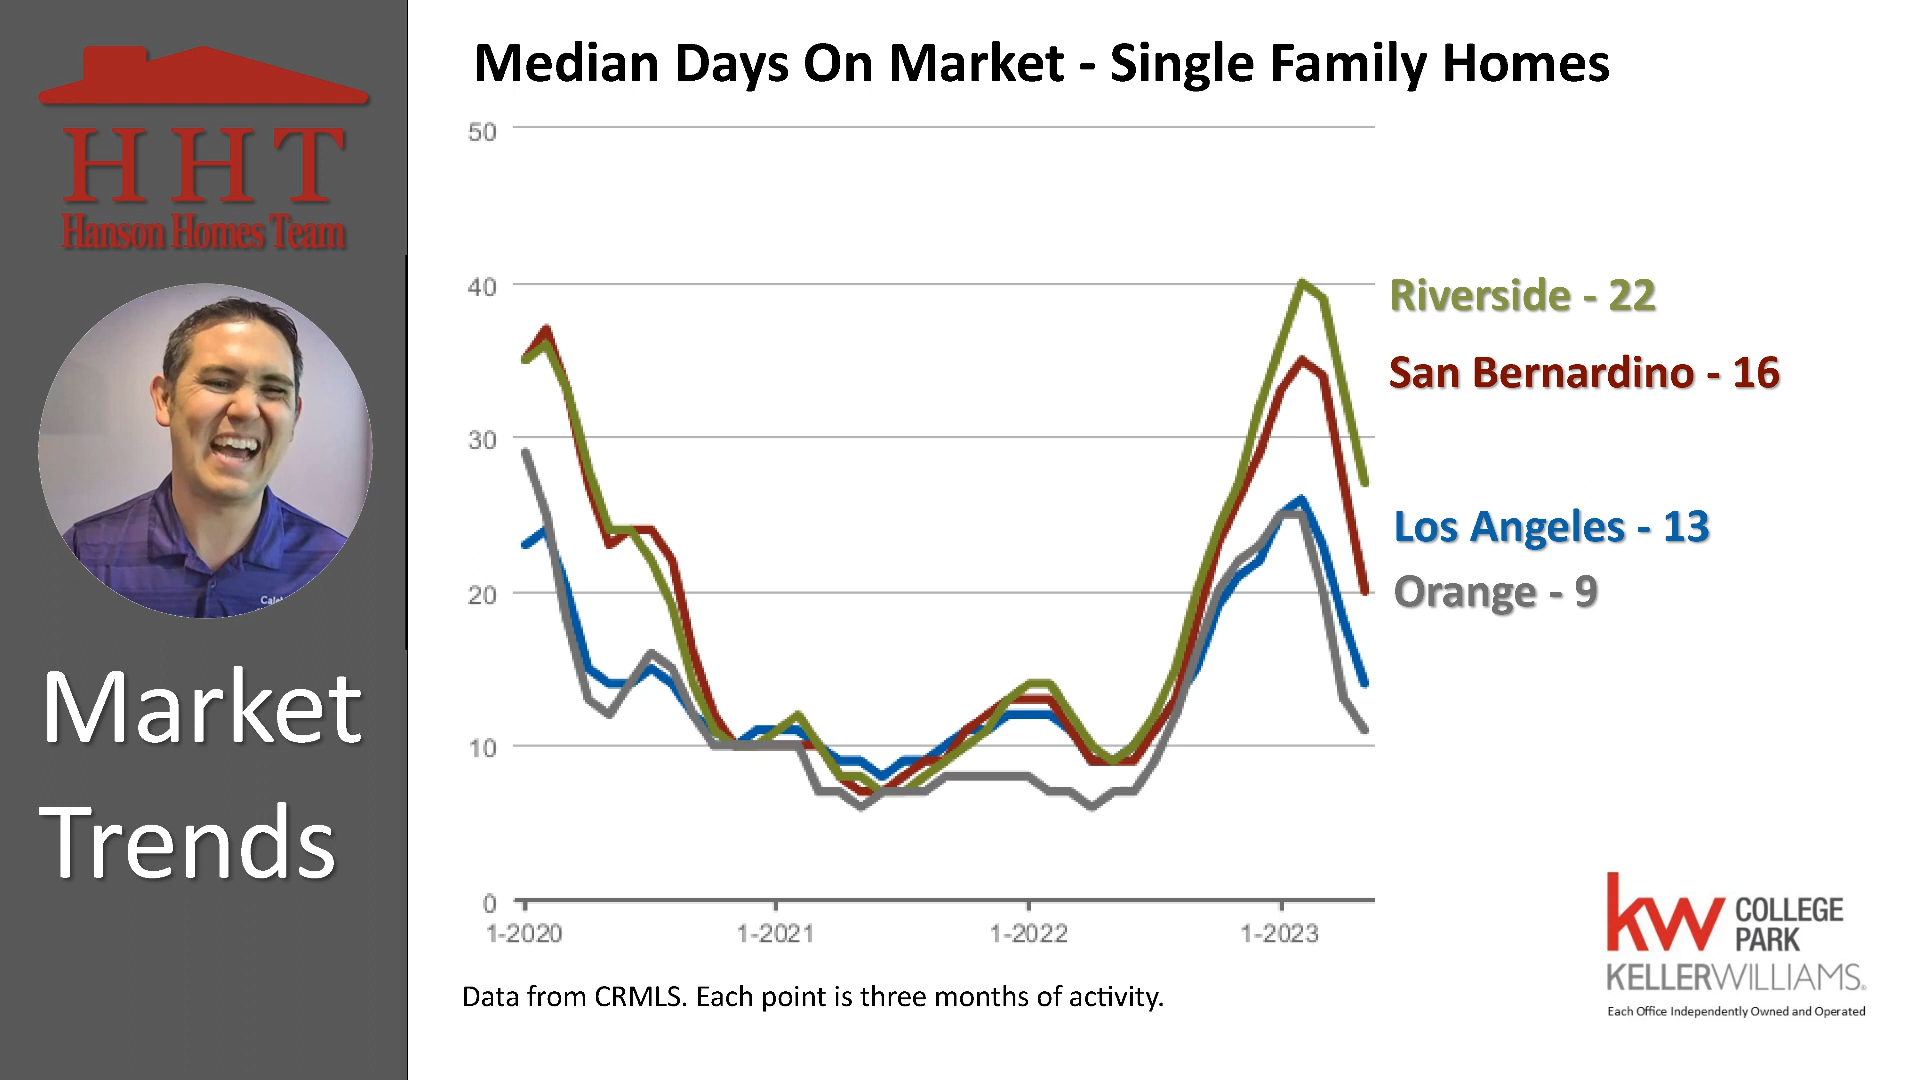 HHT
Hanson Homes Team
Market
Trends
Median Days On Market - Single Family Homes
50
40
30
20
10
0
1-2020
1-2021
1-2022
1-2023
Riverside - 22
San Bernardino - 16
Los Angeles - 13
Orange - 9
Data from CRMLS. Each point is three months of activity.
kw COLLEGE
PARK
KELLERWILLIAMS.
Each Office Independently Owned and Operated